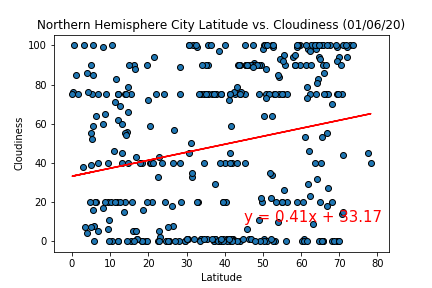 Northern Hemisphere City Latitude vs. Cloudiness (01/06/20)
100
80
60
40
20
0
Cloudiness
y = 0.41x + 33.17
0 10 20 30 40 50 60 70 80
Latitude